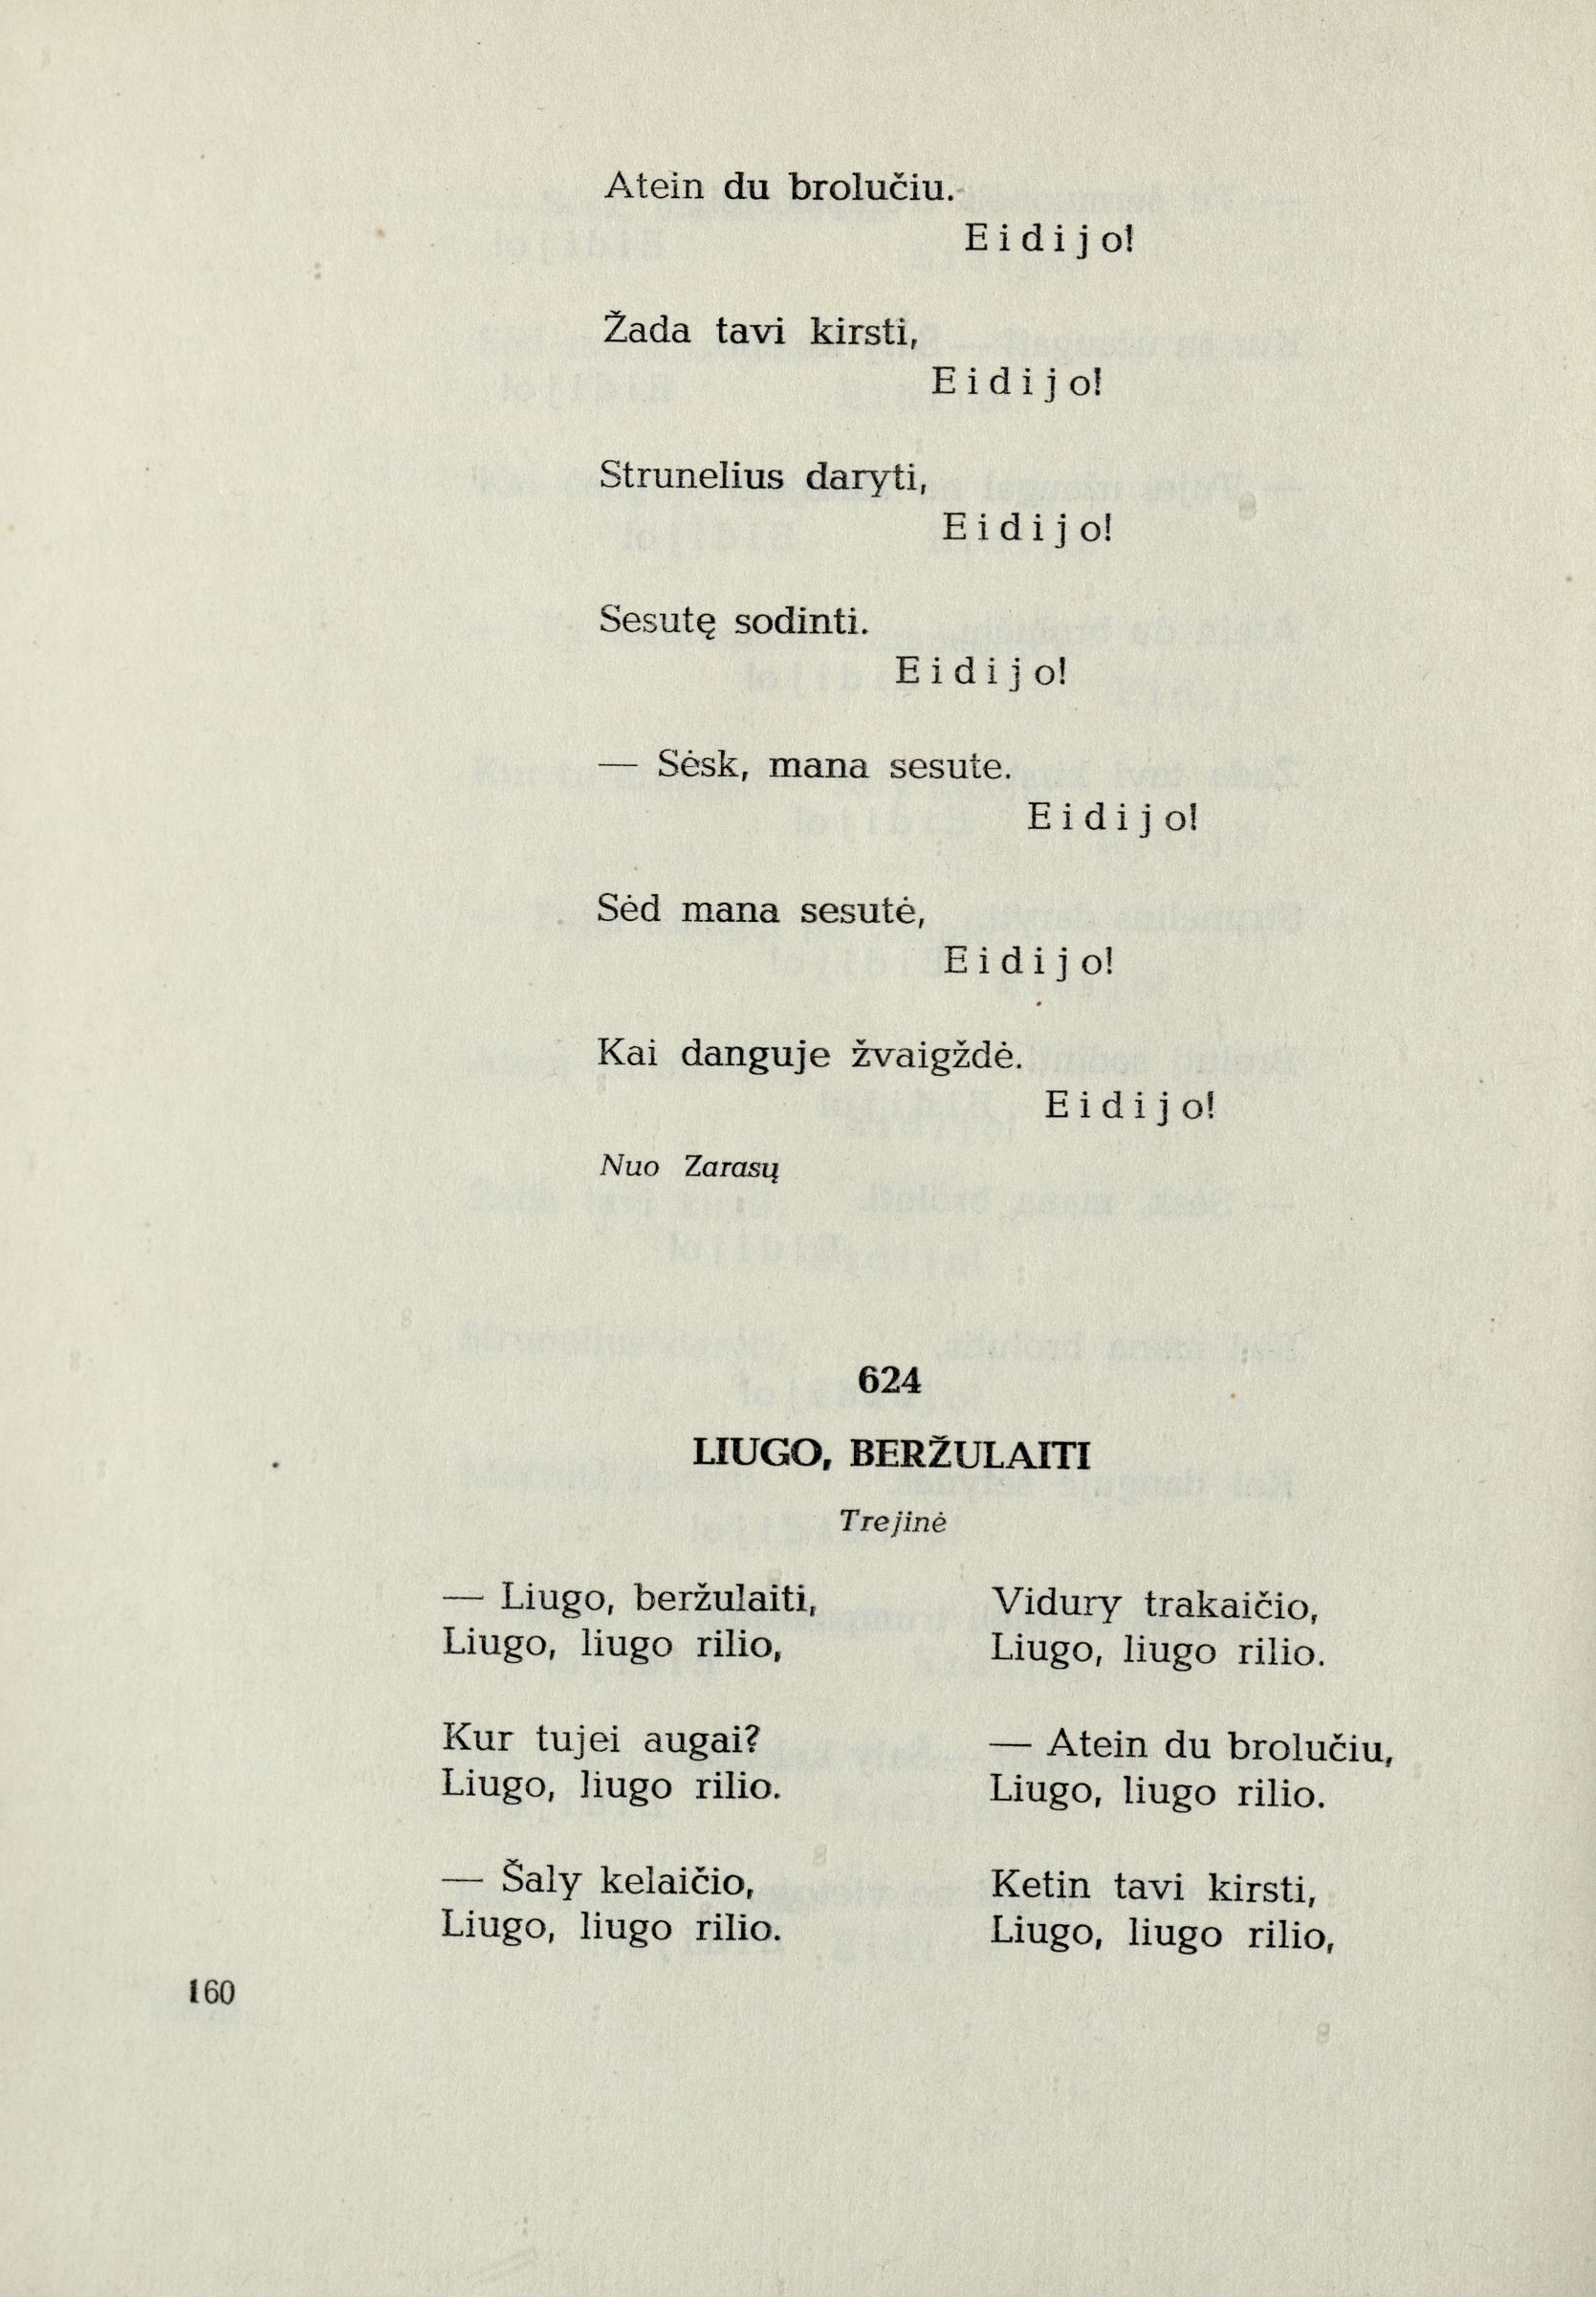 Atein du brolučiu.
Eidijo!
Žada tavi kirsti,
Eidijo!
Strunelius daryti,
Eidijo!
Sesutę sodinti.
Eidijo!
— Sėsk, mana sesute.
Eidijo!
Sėd mana sesutė,
Eidijo!
Kai danguje žvaigždė.
Eidijo!
Nuo Zarasų
624
LIUGO, BERŽULAITI
Trejinė
— Liugo, beržulaiti,
Liugo, liugo rilio,
Kur tujei augai?
Liugo, liugo rilio.
— Šaly kelaičio,
Liugo, liugo rilio.
Vidury trakaičio,
Liugo, liugo rilio.
— Atein du brolučiu,
Liugo, liugo rilio.
Ketin tavi kirsti,
Liugo, liugo rilio,
160